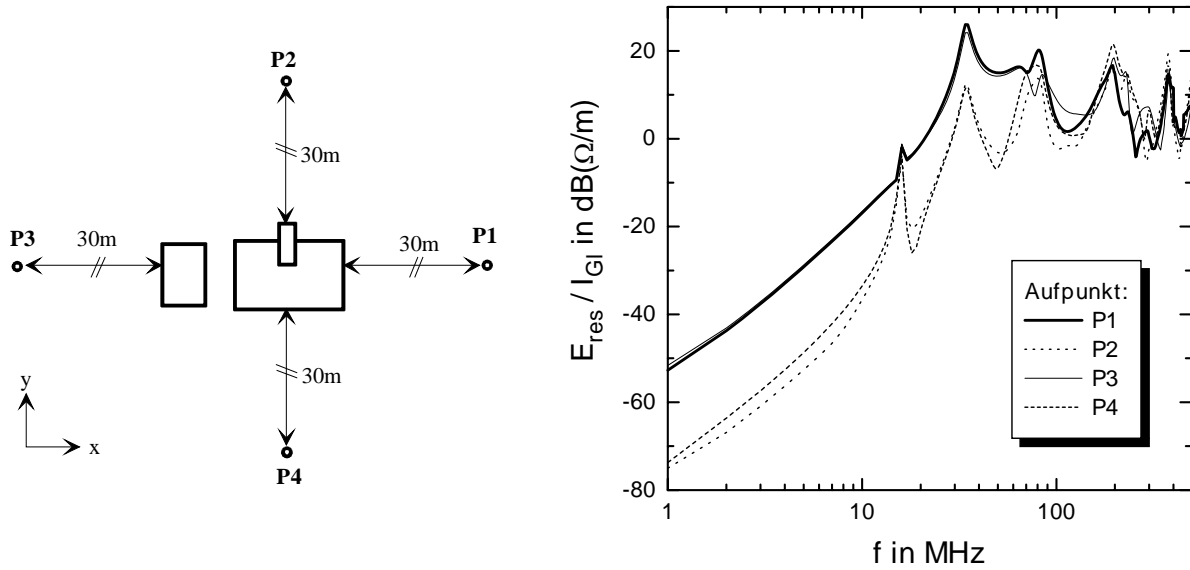 P2
30m
P3
30m
30m
P1
30m
y
x
P4
E_res / I_GI in dB(Ω/m)
20
0
-20
-40
-60
-80
1
10
100
f in MHz
Aufpunkt:
P1
P2
P3
P4